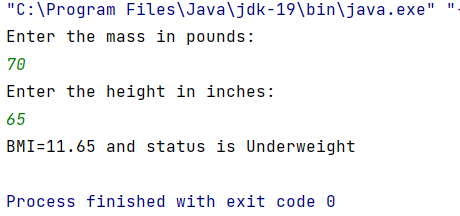 "C:\Program Files\Java\jdk-19\bin\java.exe" "-
Enter the mass in pounds:
70
Enter the height in inches:
65
BMI=11.65 and status is Underweight
Process finished with exit code 0